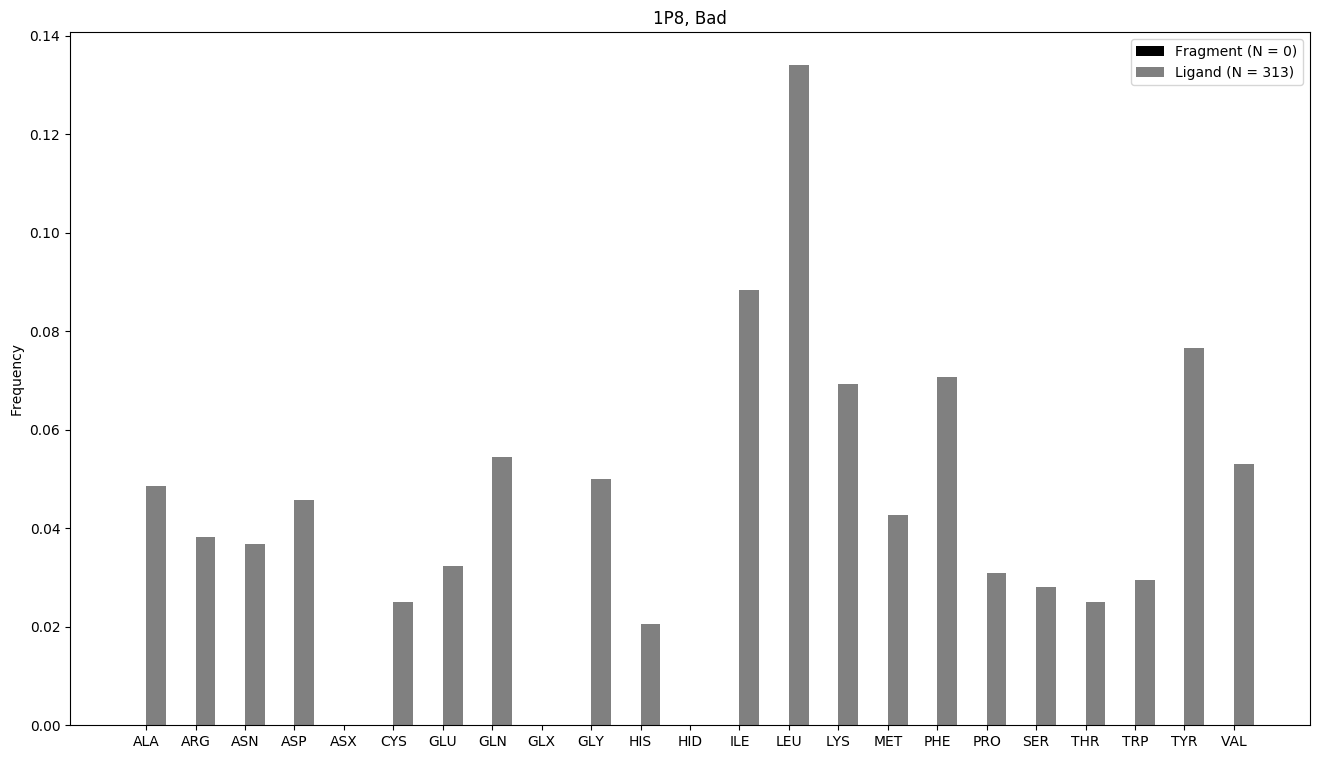 1P8, Bad
Fragment (N = 0)
Ligand (N = 313)
Frequency
0.14
0.12
0.10
0.08
0.06
0.04
0.02
0.00
ALA ARG ASN ASP ASX CYS GLU GLN GLX GLY HIS HID ILE LEU LYS MET PHE PRO SER THR TRP TYR VAL